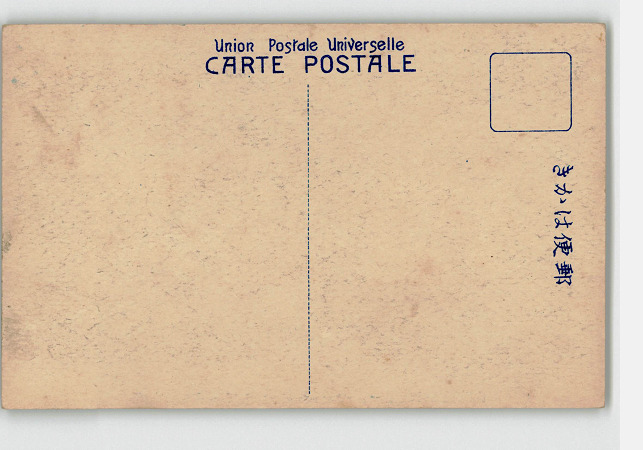 Union Postale Universelle
CARTE POSTALE
きかは便郵